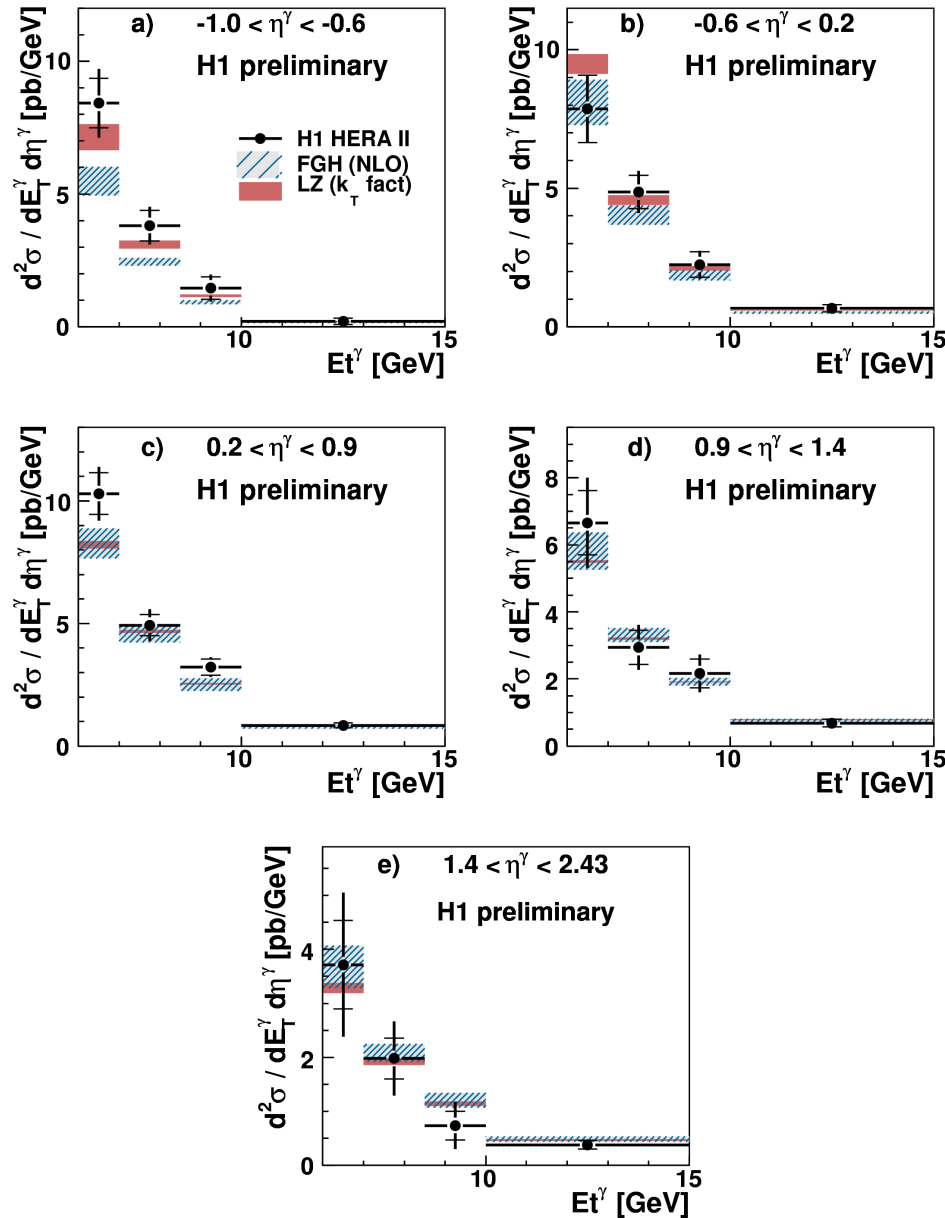 a) -1.0 < η^γ < -0.6
H1 preliminary
H1 HERA II
FGH (NLO)
LZ (k_T fact)
d²σ / dE_T^γ dη^γ [pb/GeV]
10
5
0
10 15
Et^γ [GeV]
b) -0.6 < η^γ < 0.2
H1 preliminary
d²σ / dE_T^γ dη^γ [pb/GeV]
10
5
0
10 15
Et^γ [GeV]
c) 0.2 < η^γ < 0.9
H1 preliminary
d²σ / dE_T^γ dη^γ [pb/GeV]
10
5
0
10 15
Et^γ [GeV]
d) 0.9 < η^γ < 1.4
H1 preliminary
d²σ / dE_T^γ dη^γ [pb/GeV]
8
6
4
2
0
10 15
Et^γ [GeV]
e) 1.4 < η^γ < 2.43
H1 preliminary
d²σ / dE_T^γ dη^γ [pb/GeV]
4
2
0
10 15
Et^γ [GeV]